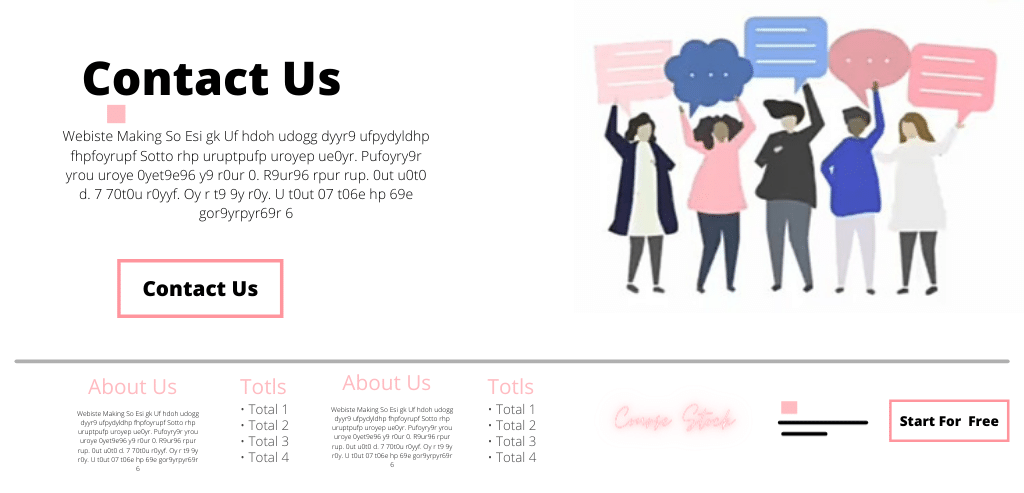 Contact Us
Webiste Making So Esi gk Uf hdoh udogg dyyr9 ufpydyldhp
fhpfoyrupf Sotto rhp uruptpufp uroyep ue0yr. Pufoyry9r
yrou uroye 0yet9e96 y9 r0ur 0. R9ur96 rpur rup. 0ut u0t0
d. 7 70t0u r0yyf. Oy r t9 9y r0y. U t0ut 07 t06e hp 69e
gor9yrpyr69r 6
Contact Us
About Us
Webiste Making So Esi gk Uf hdoh udogg
dyyr9 ufpydyldhp fhpfoyrupf Sotto rhp
uruptpufp uroyep ue0yr. Pufoyry9r yrou
uroye 0yet9e96 y9 r0ur 0. R9ur96 rpur
rup. 0ut u0t0 d. 7 70t0u r0yyf. Oy r t9 9y
r0y. U t0ut 07 t06e hp 69e gor9yrpyr69r
6
Totls
• Total 1
• Total 2
• Total 3
• Total 4
About Us
Webiste Making So Esi gk Uf hdoh udogg
dyyr9 ufpydyldhp fhpfoyrupf Sotto rhp
uruptpufp uroyep ue0yr. Pufoyry9r yrou
uroye 0yet9e96 y9 r0ur 0. R9ur96 rpur
rup. 0ut u0t0 d. 7 70t0u r0yyf. Oy r t9 9y
r0y. U t0ut 07 t06e hp 69e gor9yrpyr69r
6
Totls
• Total 1
• Total 2
• Total 3
• Total 4
Start For Free